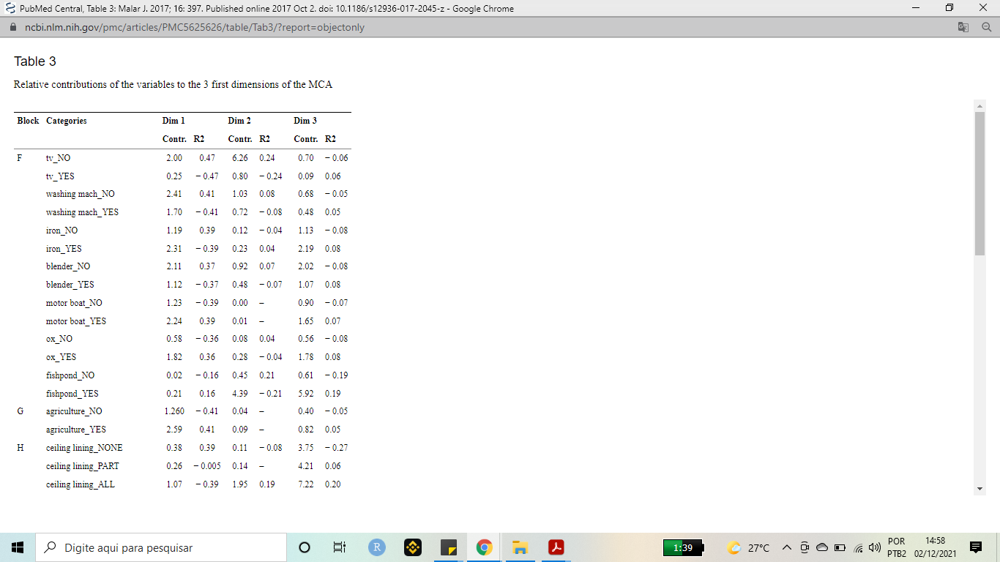 PubMed Central, Table 3: Malar J. 2017; 16: 397. Published online 2017 Oct 2. doi: 10.1186/s12936-017-2045-z - Google Chrome
ncbi.nlm.nih.gov/pmc/articles/PMC5625626/table/Tab3/?report=objectonly
Table 3
Relative contributions of the variables to the 3 first dimensions of the MCA
Block Categories Dim 1 Dim 2 Dim 3
Contr. R2 Contr. R2 Contr. R2
F tv_NO 2.00 0.47 6.26 0.24 0.70 − 0.06
tv_YES 0.25 − 0.47 0.80 − 0.24 0.09 0.06
washing mach_NO 2.41 0.41 1.03 0.08 0.68 − 0.05
washing mach_YES 1.70 − 0.41 0.72 − 0.08 0.48 0.05
iron_NO 1.19 0.39 0.12 − 0.04 1.13 − 0.08
iron_YES 2.31 − 0.39 0.23 0.04 2.19 0.08
blender_NO 2.11 0.37 0.92 0.07 2.02 − 0.08
blender_YES 1.12 − 0.37 0.48 − 0.07 1.07 0.08
motor boat_NO 1.23 − 0.39 0.00 – 0.90 − 0.07
motor boat_YES 2.24 0.39 0.01 – 1.65 0.07
ox_NO 0.58 − 0.36 0.08 0.04 0.56 − 0.08
ox_YES 1.82 0.36 0.28 − 0.04 1.78 0.08
fishpond_NO 0.02 − 0.16 0.45 0.21 0.61 − 0.19
fishpond_YES 0.21 0.16 4.39 − 0.21 5.92 0.19
G agriculture_NO 1.260 − 0.41 0.04 – 0.40 − 0.05
agriculture_YES 2.59 0.41 0.09 – 0.82 0.05
H ceiling lining_NONE 0.38 0.39 0.11 − 0.08 3.75 − 0.27
ceiling lining_PART 0.26 − 0.005 0.14 – 4.21 0.06
ceiling lining_ALL 1.07 − 0.39 1.95 0.19 7.22 0.20
Digite aqui para pesquisar
R
1:39
27°C
POR
PTB2
14:58
02/12/2021